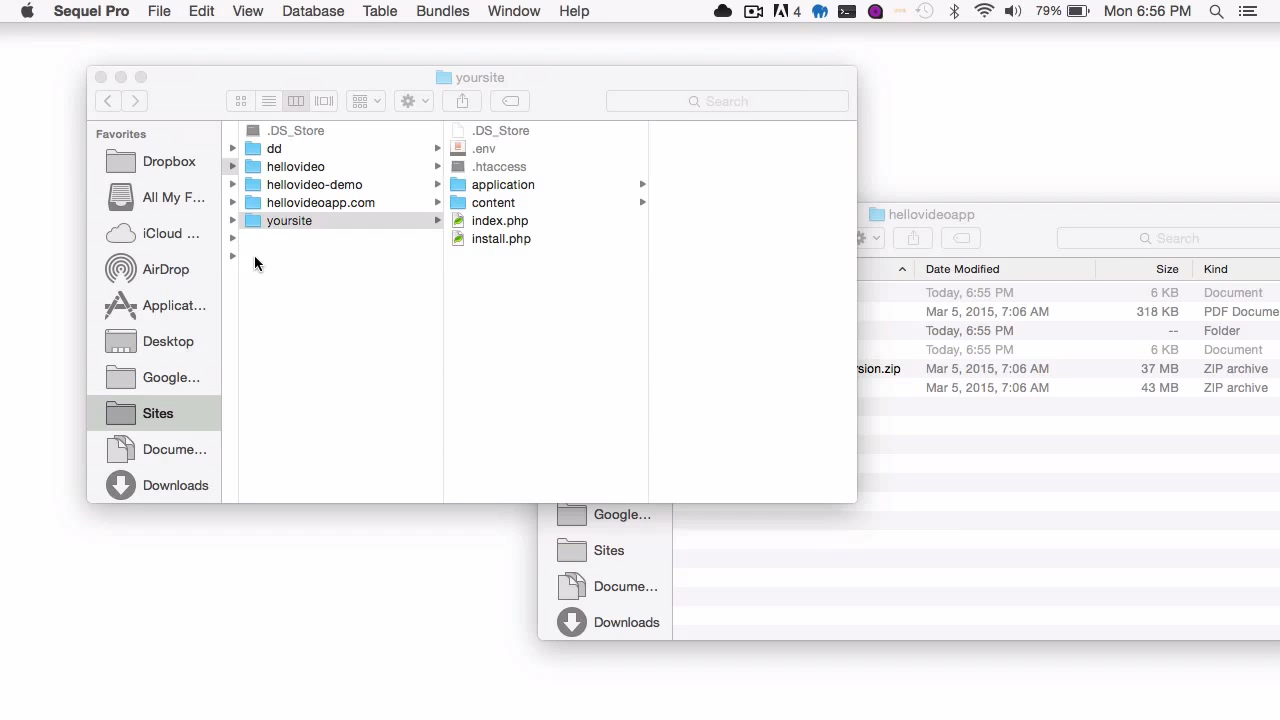 Sequel Pro File Edit View Database Table Bundles Window Help 4 79% Mon 6:56 PM
yoursite
Search
Favorites
Dropbox
All My F...
iCloud ...
AirDrop
Applicat...
Desktop
Google...
Sites
Docume...
Downloads
.DS_Store
dd
hellovideo
hellovideo-demo
hellovideoapp.com
yoursite
.DS_Store
.env
.htaccess
application
content
index.php
install.php
hellovideoapp
Search
Date Modified Size Kind
Today, 6:55 PM 6 KB Document
Mar 5, 2015, 7:06 AM 318 KB PDF Docume
Today, 6:55 PM -- Folder
Today, 6:55 PM 6 KB Document
rsion.zip Mar 5, 2015, 7:06 AM 37 MB ZIP archive
Mar 5, 2015, 7:06 AM 43 MB ZIP archive
Google...
Sites
Docume...
Downloads